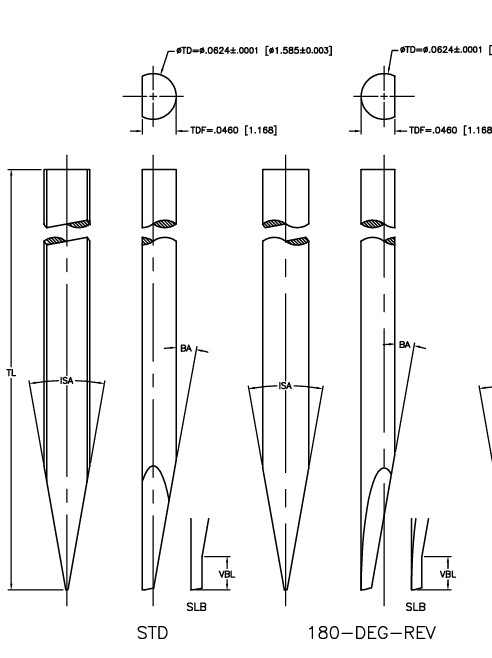 øTD=ø.0624±.0001 [ø1.585±0.003]
øTD=ø.0624±.0001 [
TDF=.0460 [1.168]
TDF=.0460 [1.168
BA
BA
TL
ISA
ISA
VBL
VBL
SLB
SLB
STD
180-DEG-REV